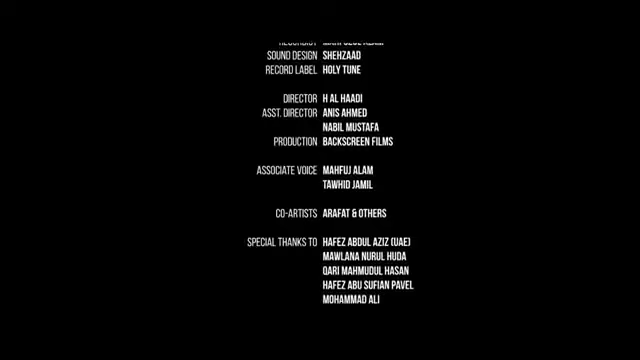 SOUND DESIGN SHEHZAAD
RECORD LABEL HOLY TUNE
DIRECTOR H AL HAADI
ASST. DIRECTOR ANIS AHMED
NABIL MUSTAFA
PRODUCTION BACKSCREEN FILMS
ASSOCIATE VOICE MAHFUJ ALAM
TAWHID JAMIL
CO-ARTISTS ARAFAT & OTHERS
SPECIAL THANKS TO HAFEZ ABDUL AZIZ (UAE)
MAWLANA NURUL HUDA
QARI MAHMUDUL HASAN
HAFEZ ABU SUFIAN PAVEL
MOHAMMAD ALI